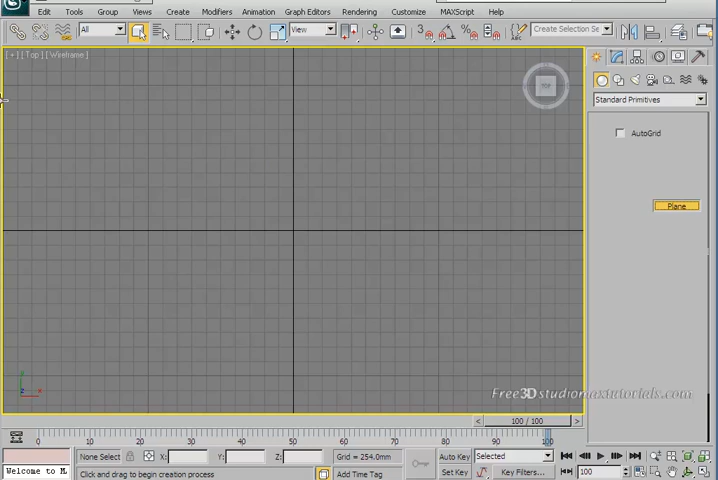 Edit Tools Group Views Create Modifiers Animation Graph Editors Rendering Customize MAXScript Help
All View 3 Create Selection Se
[ + ] [ Top ] [ Wireframe ]
TOP
Standard Primitives
AutoGrid
Plane
Free3Dstudiomaxtutorials.com
< 100 / 100 >
0 10 20 30 40 50 60 70 80 90 100
None Select X: Y: Z: Grid = 254.0mm Auto Key Selected
Welcome to M. Click and drag to begin creation process Add Time Tag Set Key Key Filters... 100